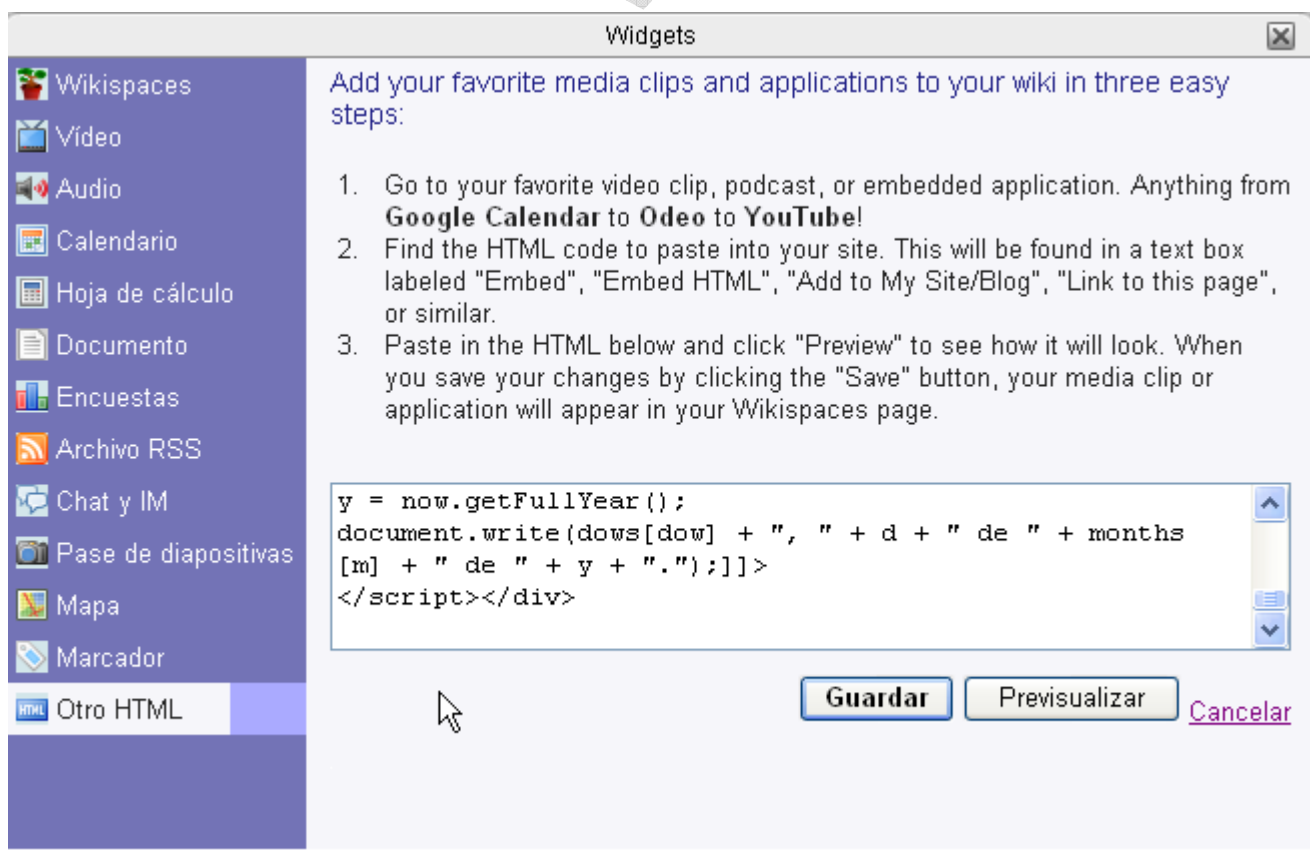 Widgets
Wikispaces
Vídeo
Audio
Calendario
Hoja de cálculo
Documento
Encuestas
Archivo RSS
Chat y IM
Pase de diapositivas
Mapa
Marcador
HTML Otro HTML
Add your favorite media clips and applications to your wiki in three easy
steps:
1. Go to your favorite video clip, podcast, or embedded application. Anything from
Google Calendar to Odeo to YouTube!
2. Find the HTML code to paste into your site. This will be found in a text box
labeled "Embed", "Embed HTML", "Add to My Site/Blog", "Link to this page",
or similar.
3. Paste in the HTML below and click "Preview" to see how it will look. When
you save your changes by clicking the "Save" button, your media clip or
application will appear in your Wikispaces page.
y = now.getFullYear();
document.write(dows[dow] + ", " + d + " de " + months
[m] + " de " + y + ".");]]>
</script></div>
Guardar Previsualizar Cancelar